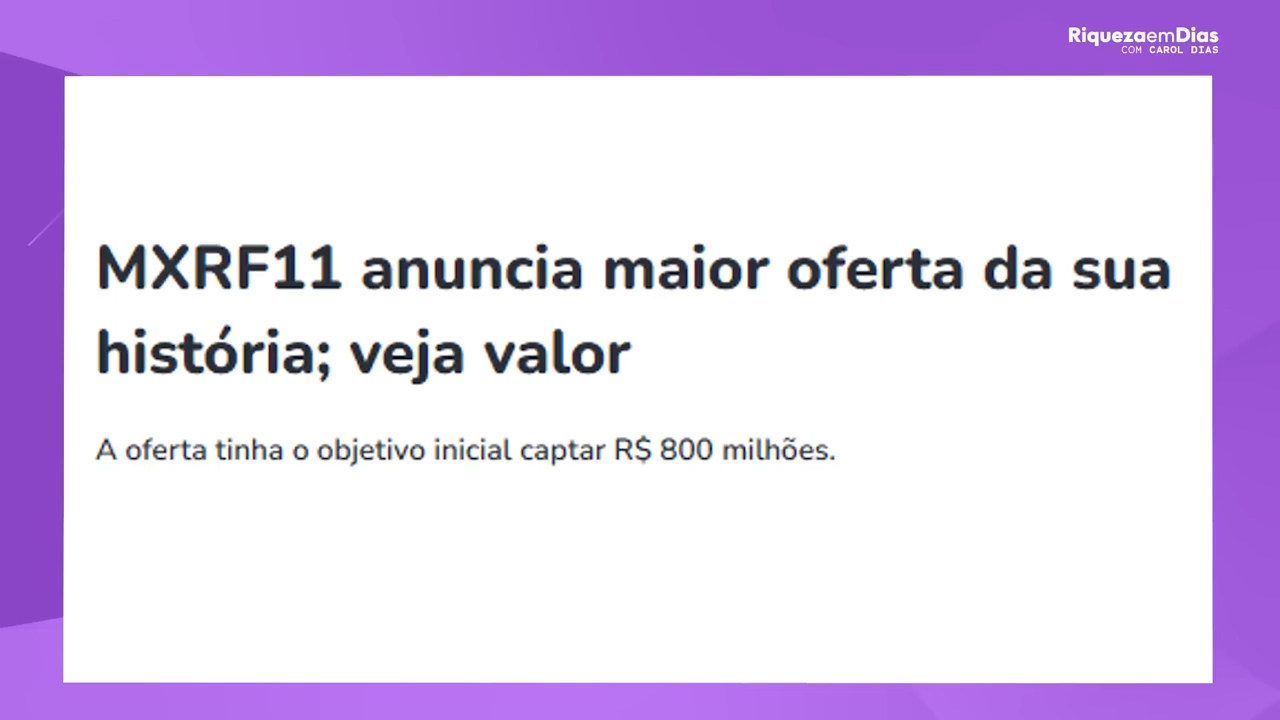 RiquezaemDias
COM CAROL DIAS
MXRF11 anuncia maior oferta da sua
história; veja valor
A oferta tinha o objetivo inicial captar R$ 800 milhões.